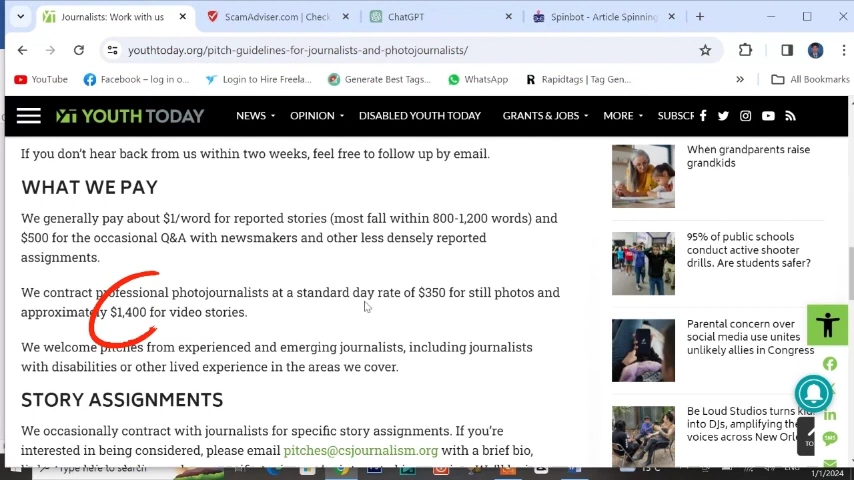 Journalists: Work with us
ScamAdviser.com | Check
ChatGPT
Spinbot - Article Spinning
youthtoday.org/pitch-guidelines-for-journalists-and-photojournalists/
YouTube
Facebook – log in o...
Login to Hire Freela...
Generate Best Tags...
WhatsApp
Rapidtags | Tag Gen...
All Bookmarks
YOUTH TODAY
NEWS
OPINION
DISABLED YOUTH TODAY
GRANTS & JOBS
MORE
SUBSCR
If you don't hear back from us within two weeks, feel free to follow up by email.
WHAT WE PAY
We generally pay about $1/word for reported stories (most fall within 800-1,200 words) and
$500 for the occasional Q&A with newsmakers and other less densely reported
assignments.
We contract professional photojournalists at a standard day rate of $350 for still photos and
approximately $1,400 for video stories.
We welcome pitches from experienced and emerging journalists, including journalists
with disabilities or other lived experience in the areas we cover.
STORY ASSIGNMENTS
We occasionally contract with journalists for specific story assignments. If you're
interested in being considered, please email pitches@csjournalism.org with a brief bio,
When grandparents raise
grandkids
95% of public schools
conduct active shooter
drills. Are students safer?
Parental concern over
social media use unites
unlikely allies in Congress
Be Loud Studios turns kid
into DJs, amplifying the
voices across New Orl
TO
Type here to search
15°C
1/1/2024